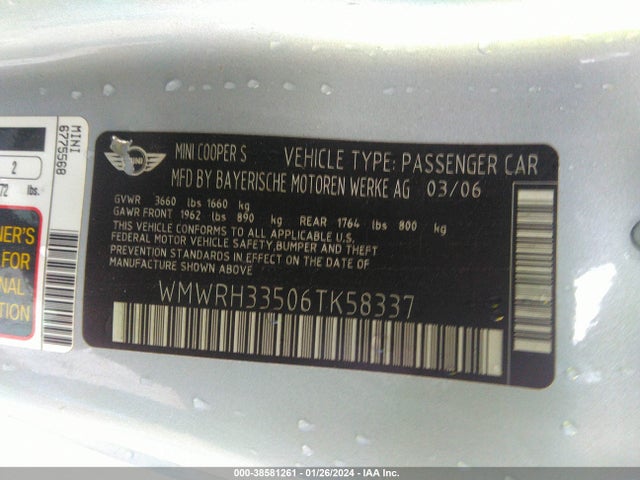 MINI
6775568
2
72 lbs.
NER'S
FOR
NAL
TION
MINI
MINI COOPER S VEHICLE TYPE: PASSENGER CAR
MFD BY BAYERISCHE MOTOREN WERKE AG 03/06
GVWR 3660 lbs 1660 kg
GAWR FRONT 1962 lbs 890 kg REAR 1764 lbs 800 kg
THIS VEHICLE CONFORMS TO ALL APPLICABLE U.S.
FEDERAL MOTOR VEHICLE SAFETY,BUMPER AND THEFT
PREVENTION STANDARDS IN EFFECT ON THE DATE OF
MANUFACTURE SHOWN ABOVE.
WMWRH33506TK58337
000-38581261 - 01/26/2024 - IAA Inc.